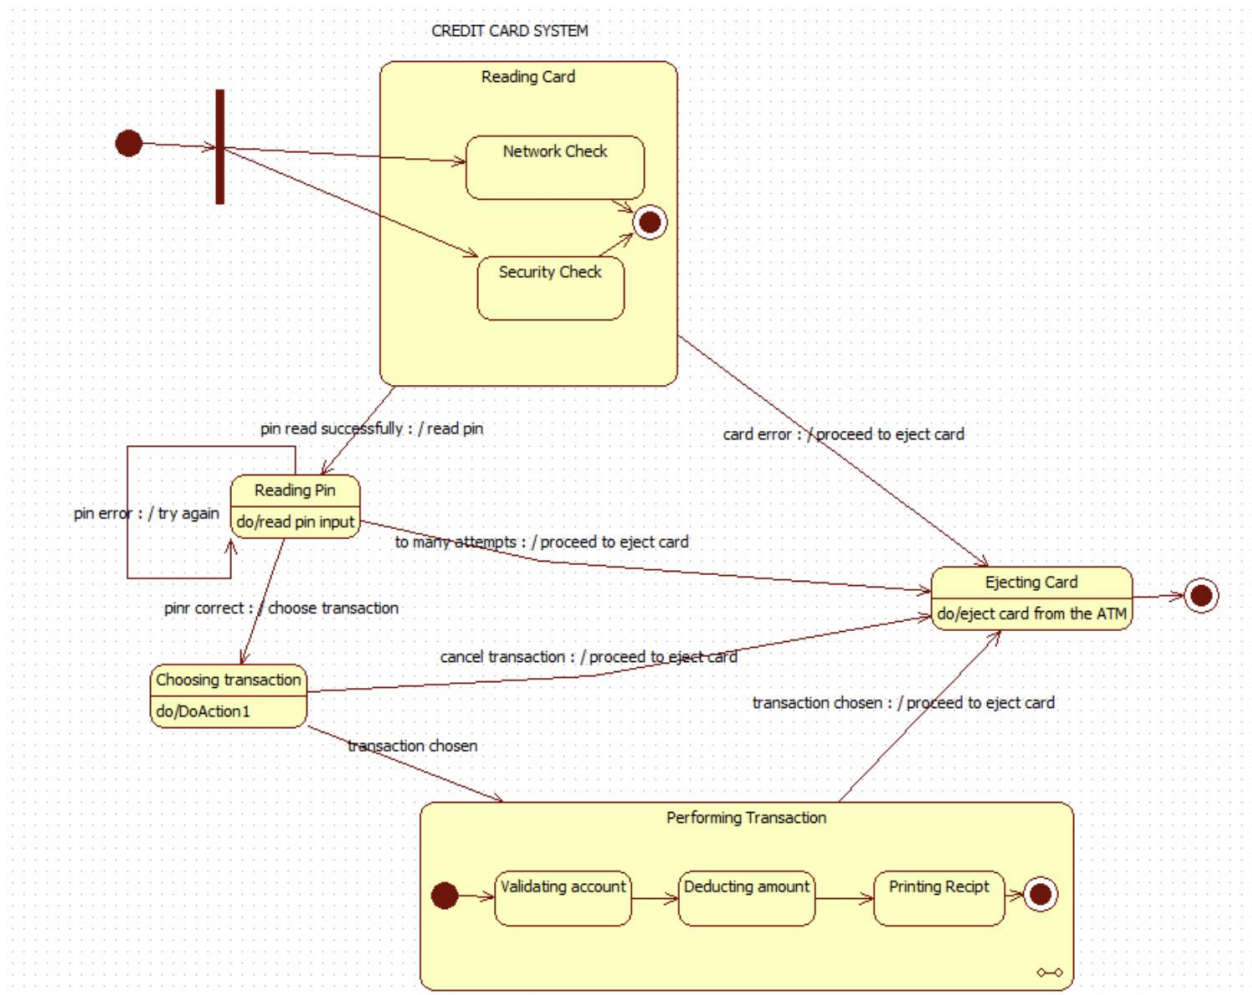 CREDIT CARD SYSTEM
Reading Card
Network Check
Security Check
pin read successfully : / read pin
card error : / proceed to eject card
Reading Pin
pin error : / try again
do/read pin input
to many attempts : / proceed to eject card
Ejecting Card
pinr correct : / choose transaction
do/eject card from the ATM
cancel transaction : / proceed to eject card
Choosing transaction
do/DoAction1
transaction chosen : / proceed to eject card
transaction chosen
Performing Transaction
Validating account
Deducting amount
Printing Recipt